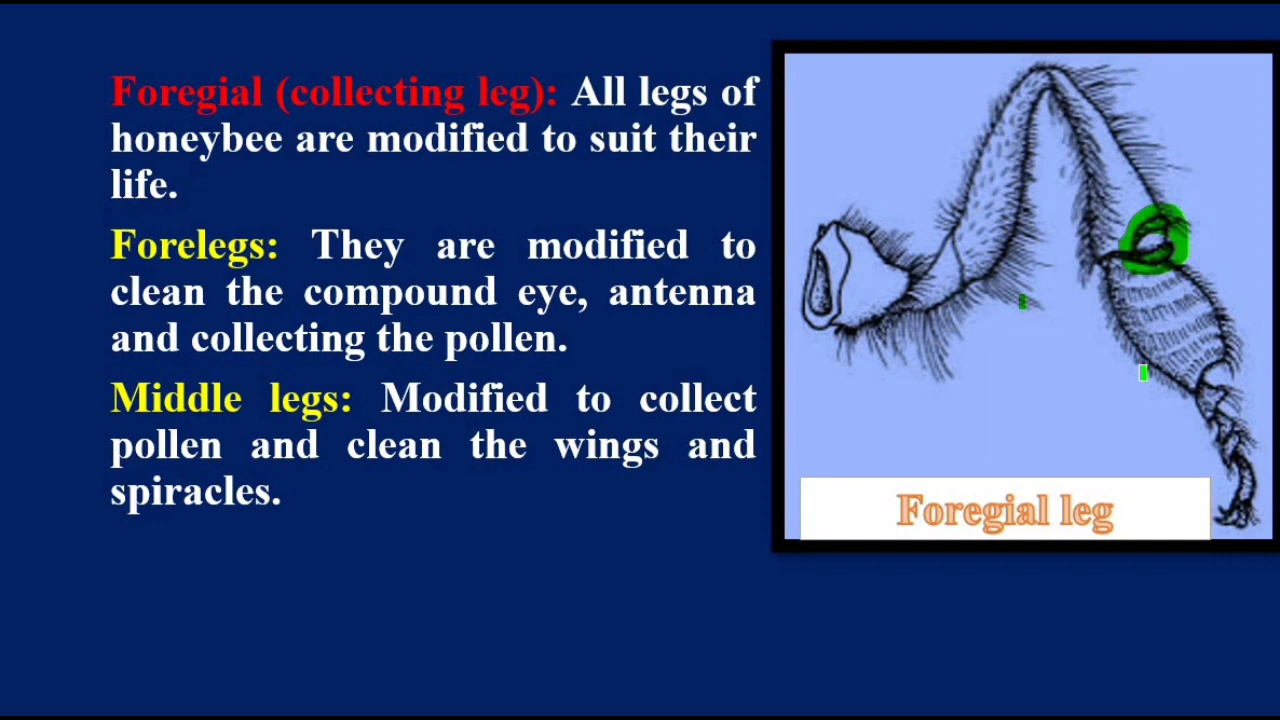 Foregial (collecting leg): All legs of
honeybee are modified to suit their
life.
Forelegs: They are modified to
clean the compound eye, antenna
and collecting the pollen.
Middle legs: Modified to collect
pollen and clean the wings and
spiracles.
Foregial leg